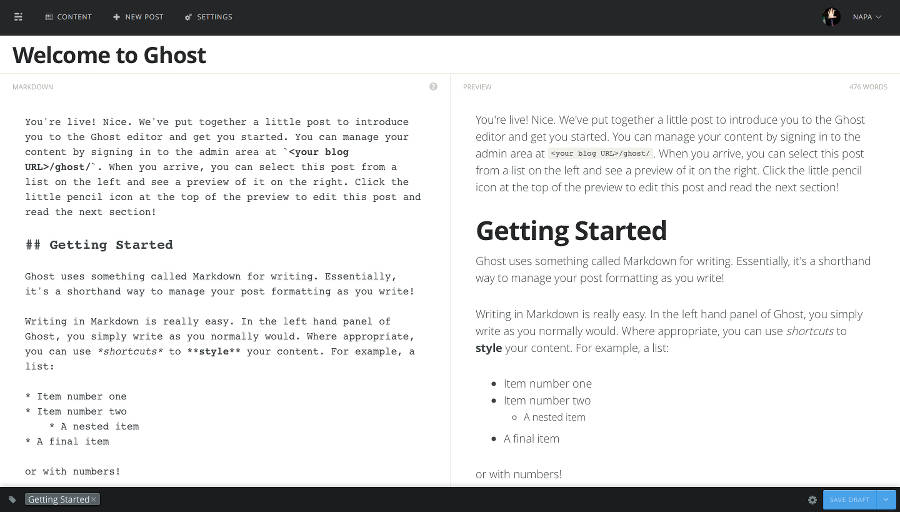 CONTENT
NEW POST
SETTINGS
NAPA
Welcome to Ghost
MARKDOWN
?
You're live! Nice. We've put together a little post to introduce
you to the Ghost editor and get you started. You can manage your
content by signing in to the admin area at `<your blog
URL>/ghost/`. When you arrive, you can select this post from a
list on the left and see a preview of it on the right. Click the
little pencil icon at the top of the preview to edit this post and
read the next section!
## Getting Started
Ghost uses something called Markdown for writing. Essentially,
it's a shorthand way to manage your post formatting as you write!
Writing in Markdown is really easy. In the left hand panel of
Ghost, you simply write as you normally would. Where appropriate,
you can use *shortcuts* to **style** your content. For example, a
list:
* Item number one
* Item number two
* A nested item
* A final item
or with numbers!
PREVIEW
476 WORDS
You're live! Nice. We've put together a little post to introduce you to the Ghost
editor and get you started. You can manage your content by signing in to the
admin area at <your blog URL>/ghost/. When you arrive, you can select this post
from a list on the left and see a preview of it on the right. Click the little pencil
icon at the top of the preview to edit this post and read the next section!
Getting Started
Ghost uses something called Markdown for writing. Essentially, it's a shorthand
way to manage your post formatting as you write!
Writing in Markdown is really easy. In the left hand panel of Ghost, you simply
write as you normally would. Where appropriate, you can use shortcuts to
style your content. For example, a list:
Item number one
Item number two
A nested item
A final item
or with numbers!
Getting Started ×
SAVE DRAFT